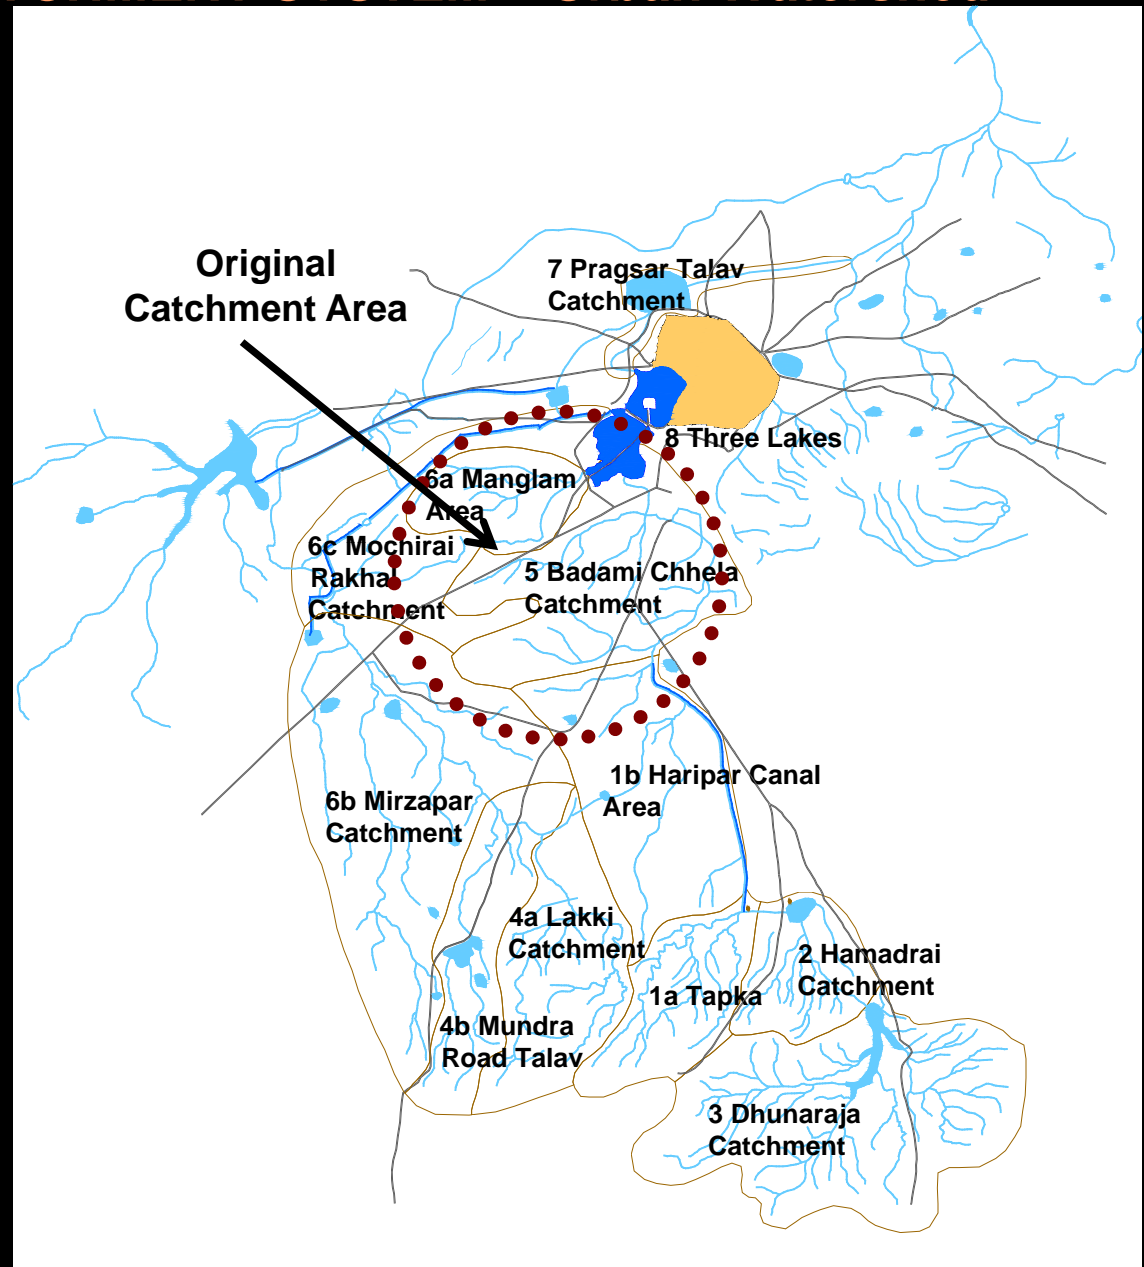 Original
Catchment Area
7 Pragsar Talav
Catchment
8 Three Lakes
6a Manglam
Area
6c Mochirai
Rakhal
Catchment
5 Badami Chhela
Catchment
1b Haripar Canal
Area
6b Mirzapar
Catchment
4a Lakki
Catchment
2 Hamadrai
Catchment
1a Tapka
4b Mundra
Road Talav
3 Dhunaraja
Catchment